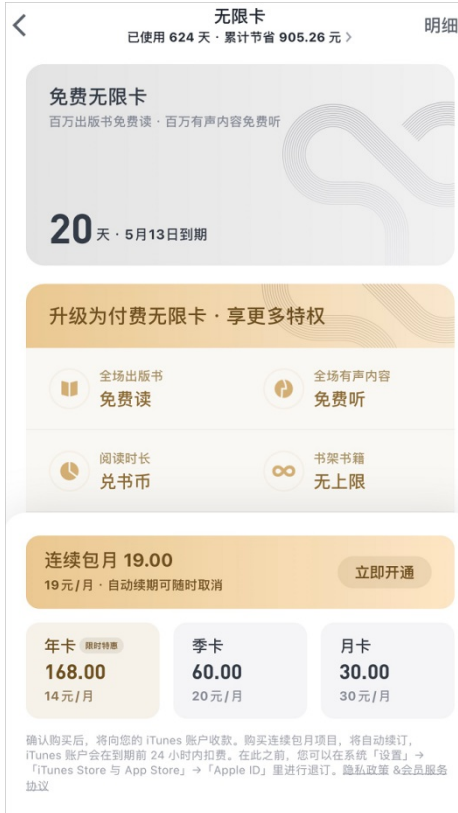 无限卡
明细
已使用 624 天 · 累计节省 905.26 元 >
免费无限卡
百万出版书免费读 · 百万有声内容免费听
20 天 · 5月13日到期
升级为付费无限卡 · 享更多特权
全场出版书
免费读
全场有声内容
免费听
阅读时长
兑书币
书架书籍
无上限
连续包月 19.00
19元/月 · 自动续期可随时取消
立即开通
年卡 限时特惠
168.00
14元/月
季卡
60.00
20元/月
月卡
30.00
30元/月
确认购买后，将向您的 iTunes 账户收款。购买连续包月项目，将自动续订，
iTunes 账户会在到期前 24 小时内扣费。在此之前，您可以在系统「设置」→
「iTunes Store 与 App Store」→「Apple ID」里进行退订。隐私政策 &会员服务
协议